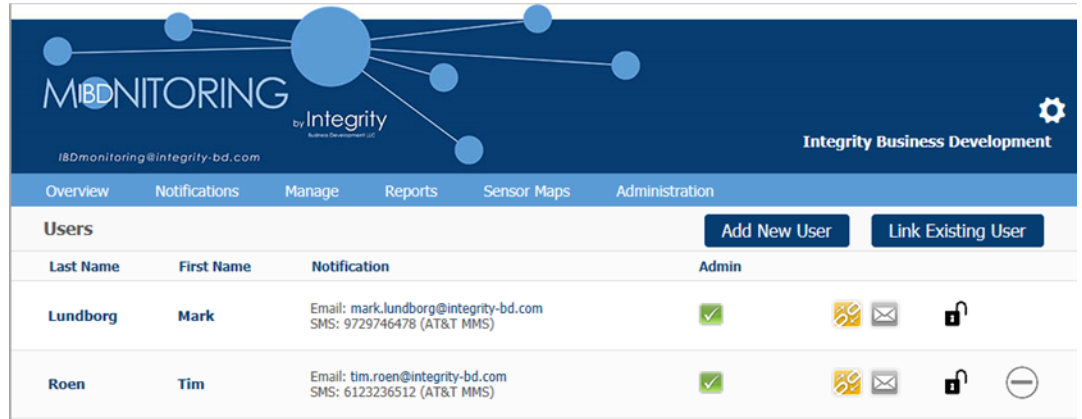 MIBDNITORING
by Integrity
Business Development LLC
IBDmonitoring@integrity-bd.com
Integrity Business Development
Overview Notifications Manage Reports Sensor Maps Administration
Users Add New User Link Existing User
Last Name First Name Notification Admin
Lundborg Mark Email: mark.lundborg@integrity-bd.com
SMS: 9729746478 (AT&T MMS)
Roen Tim Email: tim.roen@integrity-bd.com
SMS: 6123236512 (AT&T MMS)